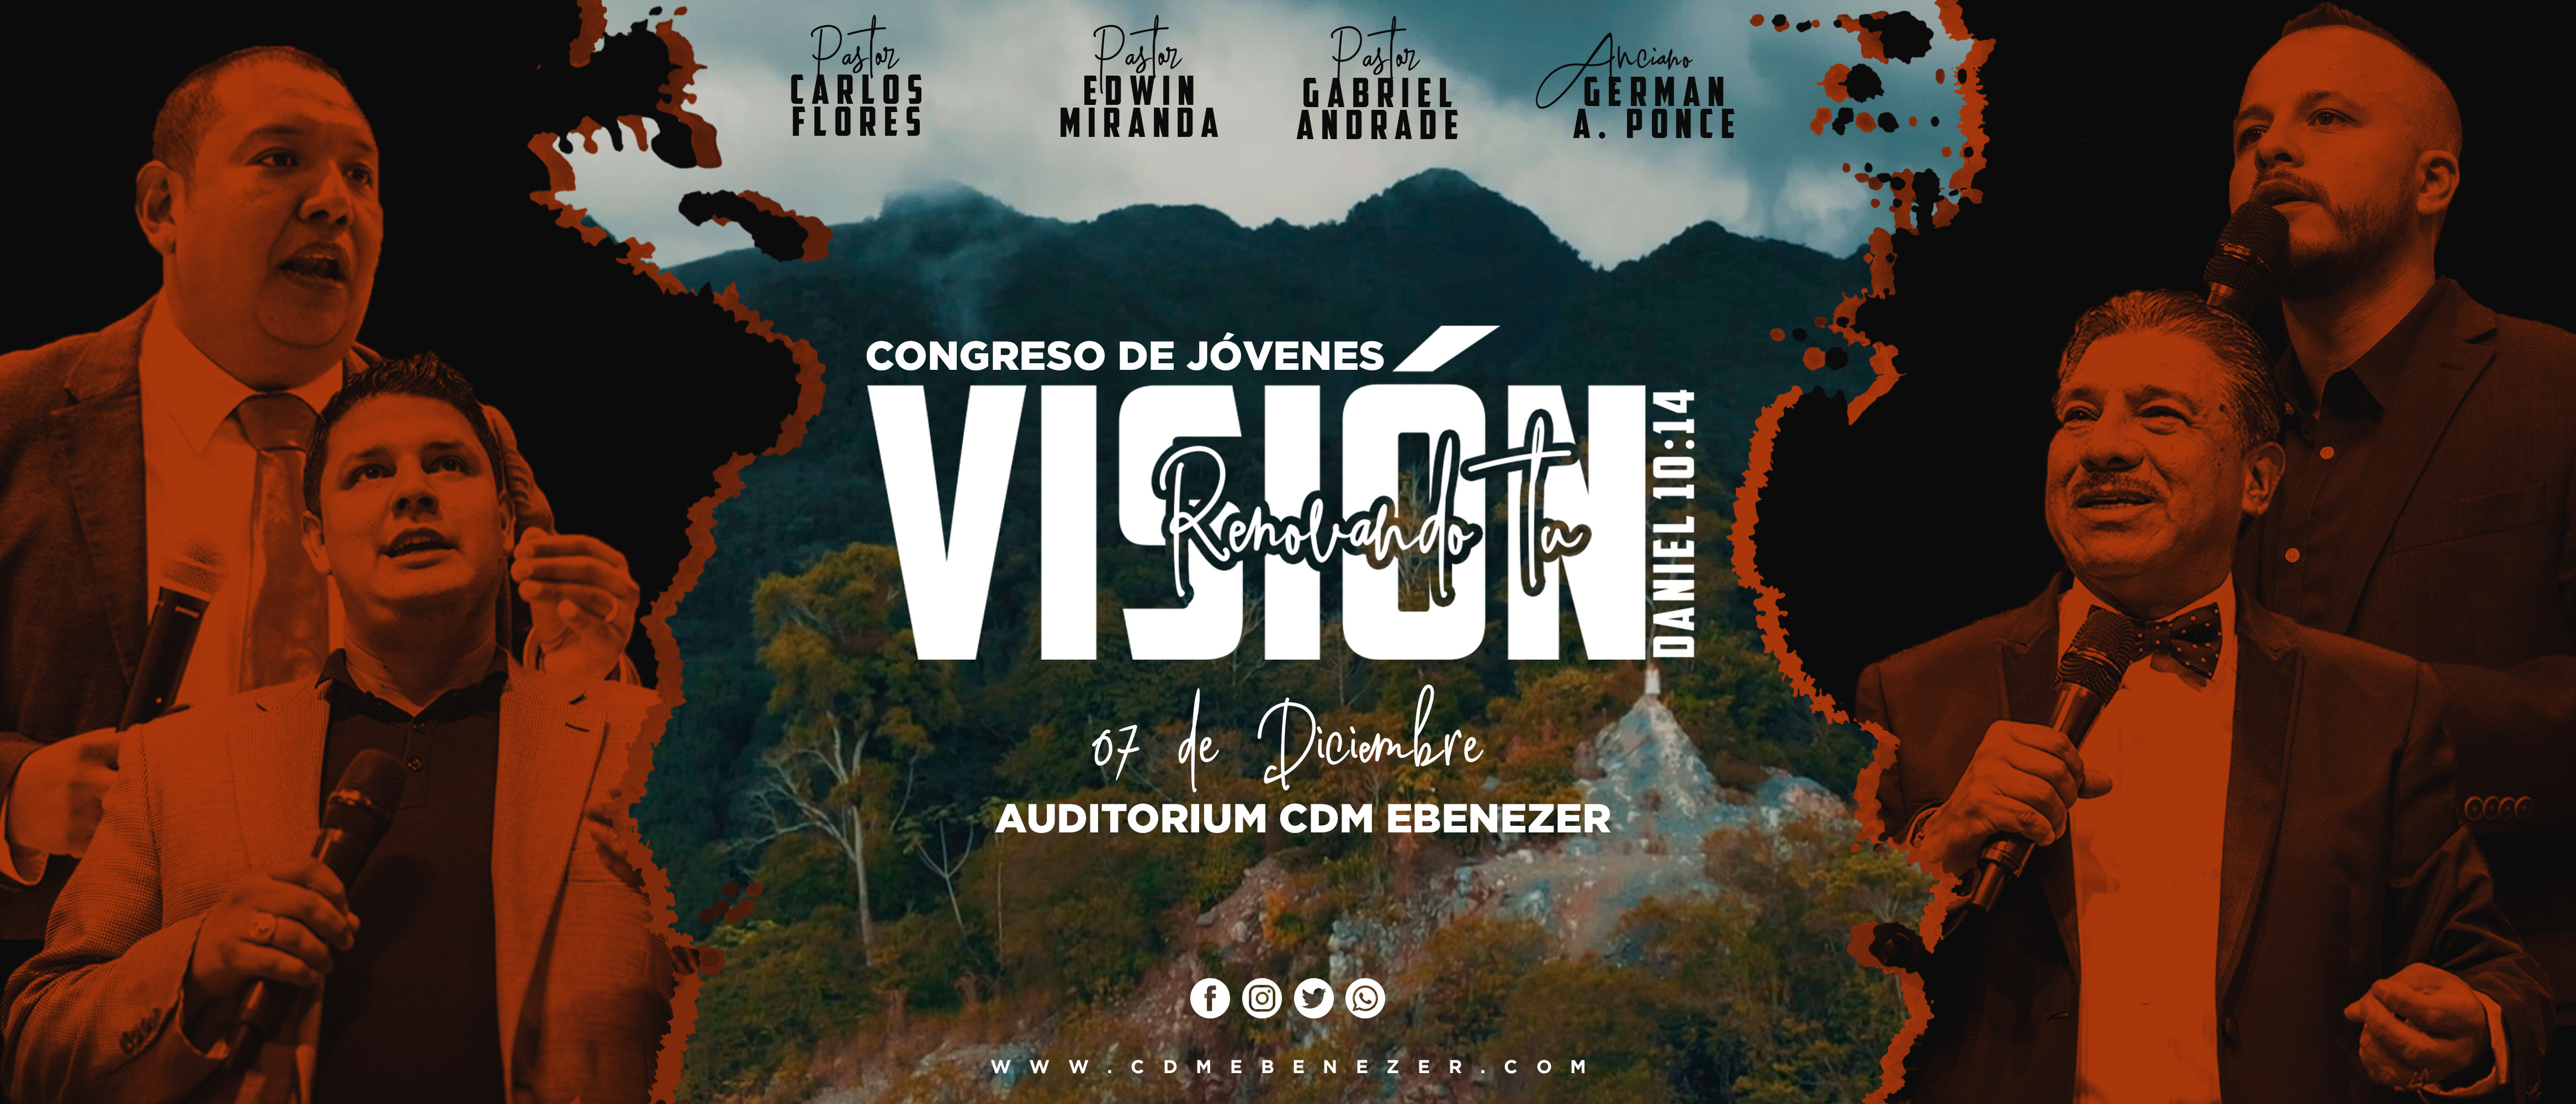 Pastor
CARLOS
FLORES
Pastor
EDWIN
MIRANDA
Pastor
GABRIEL
ANDRADE
Anciano
GERMAN
A. PONCE
CONGRESO DE JÓVENES
VISIÓN
Renovando tu
DANIEL 10:14
07 de Diciembre
AUDITORIUM CDM EBENEZER
WWW.CDMEBENEZER.COM